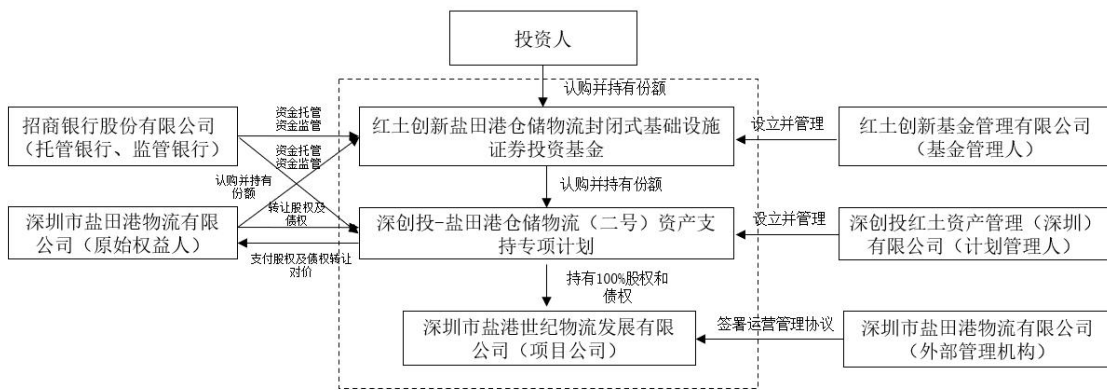 投资人
认购并持有份额
招商银行股份有限公司
（托管银行、监管银行）
资金托管
资金监管
资金托管
资金监管
红土创新盐田港仓储物流封闭式基础设施
证券投资基金
设立并管理
红土创新基金管理有限公司
（基金管理人）
认购并持有
份额
认购并持有份额
转让股权及
债权
深圳市盐田港物流有限
公司（原始权益人）
深创投-盐田港仓储物流（二号）资产支
持专项计划
设立并管理
深创投红土资产管理（深圳）
有限公司（计划管理人）
支付股权及债权转让
对价
持有100%股权和
债权
深圳市盐港世纪物流发展有限
公司（项目公司）
签署运营管理协议
深圳市盐田港物流有限公司
（外部管理机构）